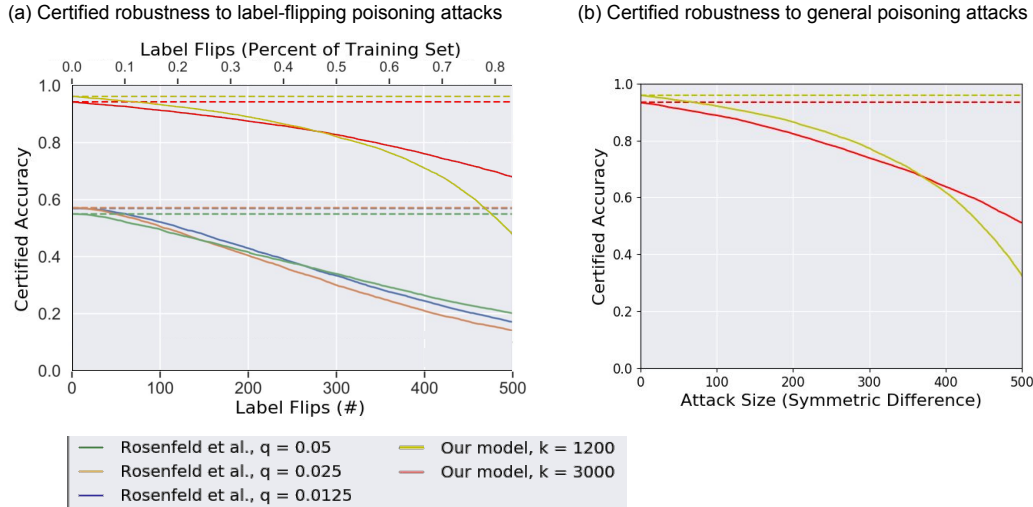 (a) Certified robustness to label-flipping poisoning attacks
Label Flips (Percent of Training Set)
0.0 0.1 0.2 0.3 0.4 0.5 0.6 0.7 0.8
1.0
0.8
0.6
0.4
0.2
0.0
Certified Accuracy
0 100 200 300 400 500
Label Flips (#)
(b) Certified robustness to general poisoning attacks
1.0
0.8
0.6
0.4
0.2
0.0
Certified Accuracy
0 100 200 300 400 500
Attack Size (Symmetric Difference)
Rosenfeld et al., q = 0.05
Rosenfeld et al., q = 0.025
Rosenfeld et al., q = 0.0125
Our model, k = 1200
Our model, k = 3000